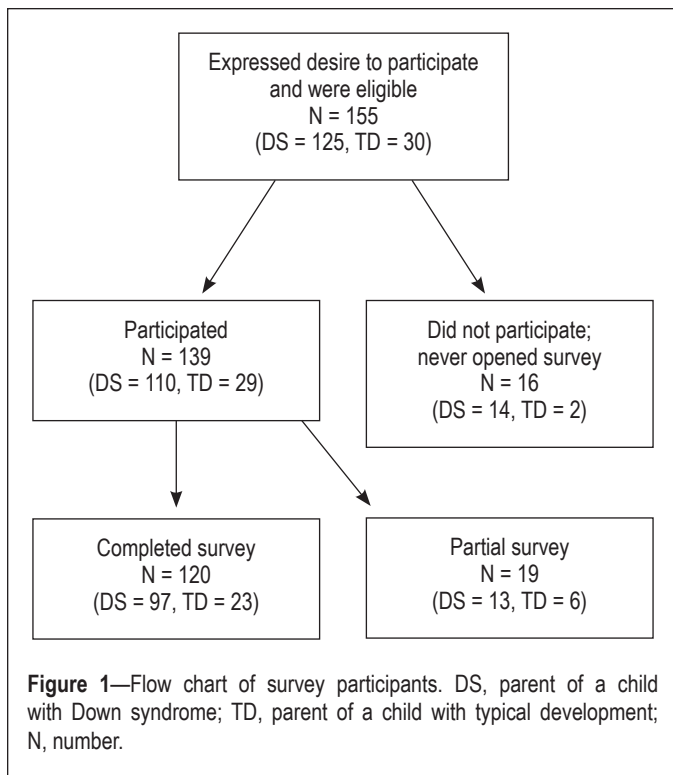 Expressed desire to participate
and were eligible
N = 155
(DS = 125, TD = 30)
Participated
N = 139
(DS = 110, TD = 29)
Did not participate;
never opened survey
N = 16
(DS = 14, TD = 2)
Completed survey
N = 120
(DS = 97, TD = 23)
Partial survey
N = 19
(DS = 13, TD = 6)
Figure 1—Flow chart of survey participants. DS, parent of a child
with Down syndrome; TD, parent of a child with typical development;
N, number.